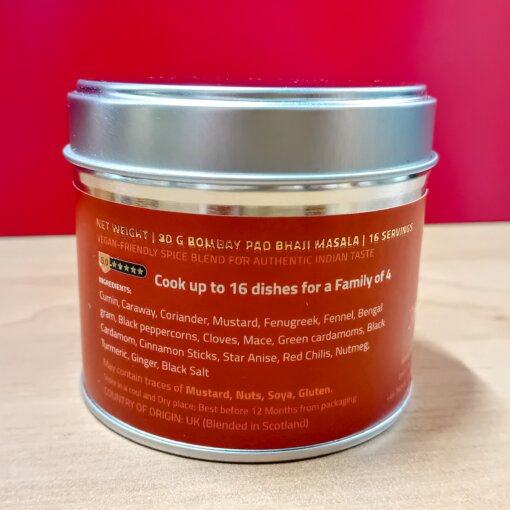 NET WEIGHT | 90 G BOMBAY PAO BHAJI MASALA | 16 SERVINGS
VEGAN-FRIENDLY SPICE BLEND FOR AUTHENTIC INDIAN TASTE
5.0 ★★★★★
Cook up to 16 dishes for a Family of 4
INGREDIENTS:
Cumin, Caraway, Coriander, Mustard, Fenugreek, Fennel, Bengal
gram, Black peppercorns, Cloves, Mace, Green cardamoms, Black
Cardamom, Cinnamon Sticks, Star Anise, Red Chilis, Nutmeg,
Turmeric, Ginger, Black Salt
May contain traces of Mustard, Nuts, Soya, Gluten.
Store in a cool and Dry place; Best before 12 Months from packaging
COUNTRY OF ORIGIN: UK (Blended in Scotland)